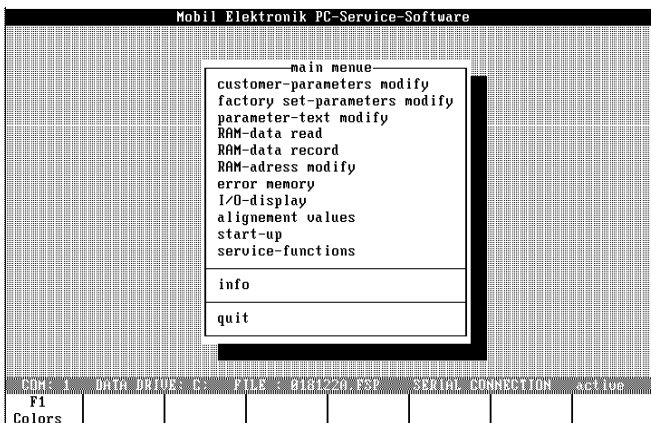 Mobil Elektronik PC-Service-Software
main menue
customer-parameters modify
factory set-parameters modify
parameter-text modify
RAM-data read
RAM-data record
RAM-adress modify
error memory
I/O-display
alignement values
start-up
service-functions
info
quit
COM: 1 DATA DRIVE: C: FILE : 0181220.FSP SERIAL CONNECTION active
F1
Colors